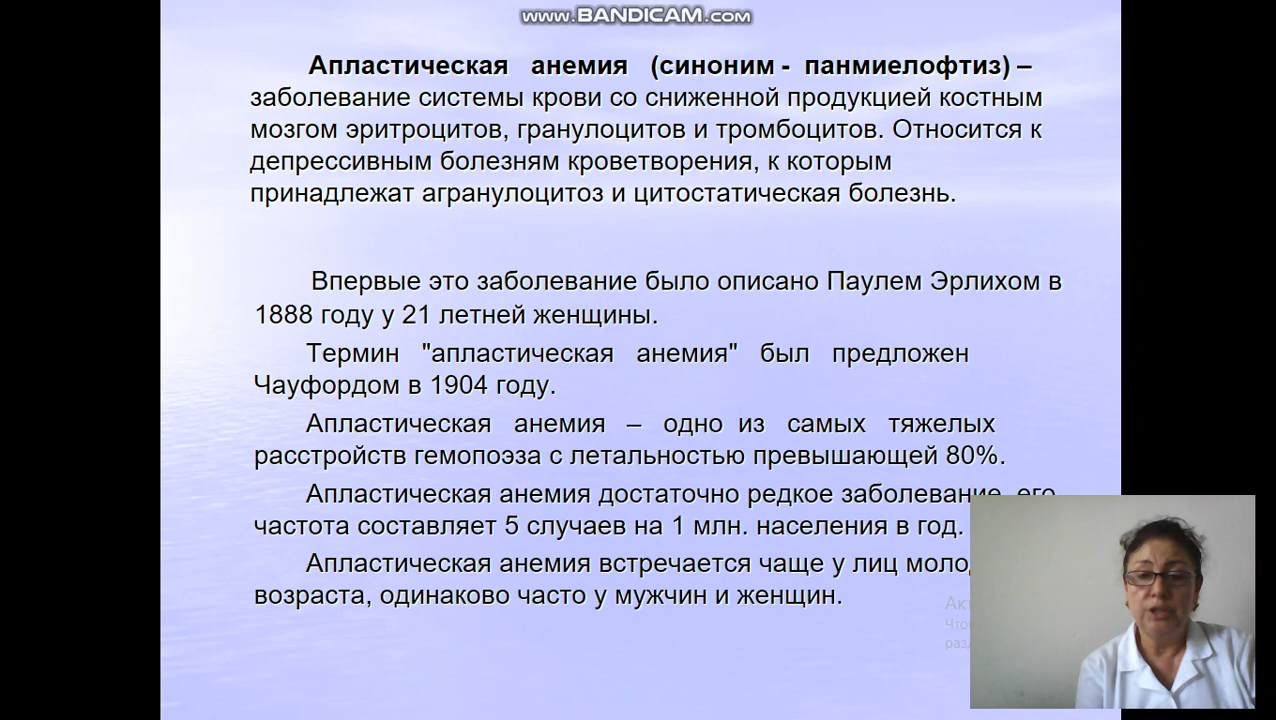 www.BANDICAM.com
Апластическая анемия (синоним - панмиелофтиз) –
заболевание системы крови со сниженной продукцией костным
мозгом эритроцитов, гранулоцитов и тромбоцитов. Относится к
депрессивным болезням кроветворения, к которым
принадлежат агранулоцитоз и цитостатическая болезнь.
Впервые это заболевание было описано Паулем Эрлихом в
1888 году у 21 летней женщины.
Термин "апластическая анемия" был предложен
Чауфордом в 1904 году.
Апластическая анемия – одно из самых тяжелых
расстройств гемопоэза с летальностью превышающей 80%.
Апластическая анемия достаточно редкое заболевание, его
частота составляет 5 случаев на 1 млн. населения в год.
Апластическая анемия встречается чаще у лиц
возраста, одинаково часто у мужчин и женщин.